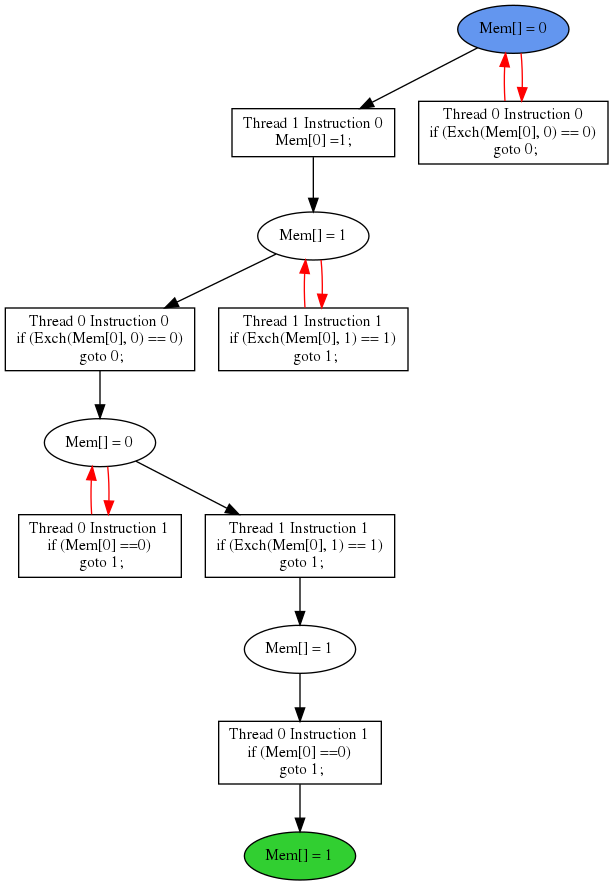 Mem[] = 0
Thread 1 Instruction 0
Mem[0] =1;
Thread 0 Instruction 0
if (Exch(Mem[0], 0) == 0)
goto 0;
Mem[] = 1
Thread 0 Instruction 0
if (Exch(Mem[0], 0) == 0)
goto 0;
Thread 1 Instruction 1
if (Exch(Mem[0], 1) == 1)
goto 1;
Mem[] = 0
Thread 0 Instruction 1
if (Mem[0] ==0)
goto 1;
Thread 1 Instruction 1
if (Exch(Mem[0], 1) == 1)
goto 1;
Mem[] = 1
Thread 0 Instruction 1
if (Mem[0] ==0)
goto 1;
Mem[] = 1